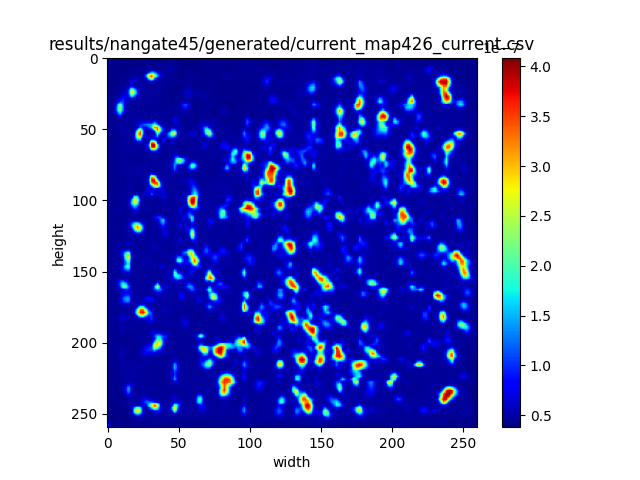 results/nangate45/generated/current_map426_current.csv
1e−7
0
50
100
150
200
250
height
0 50 100 150 200 250
width
4.0
3.5
3.0
2.5
2.0
1.5
1.0
0.5